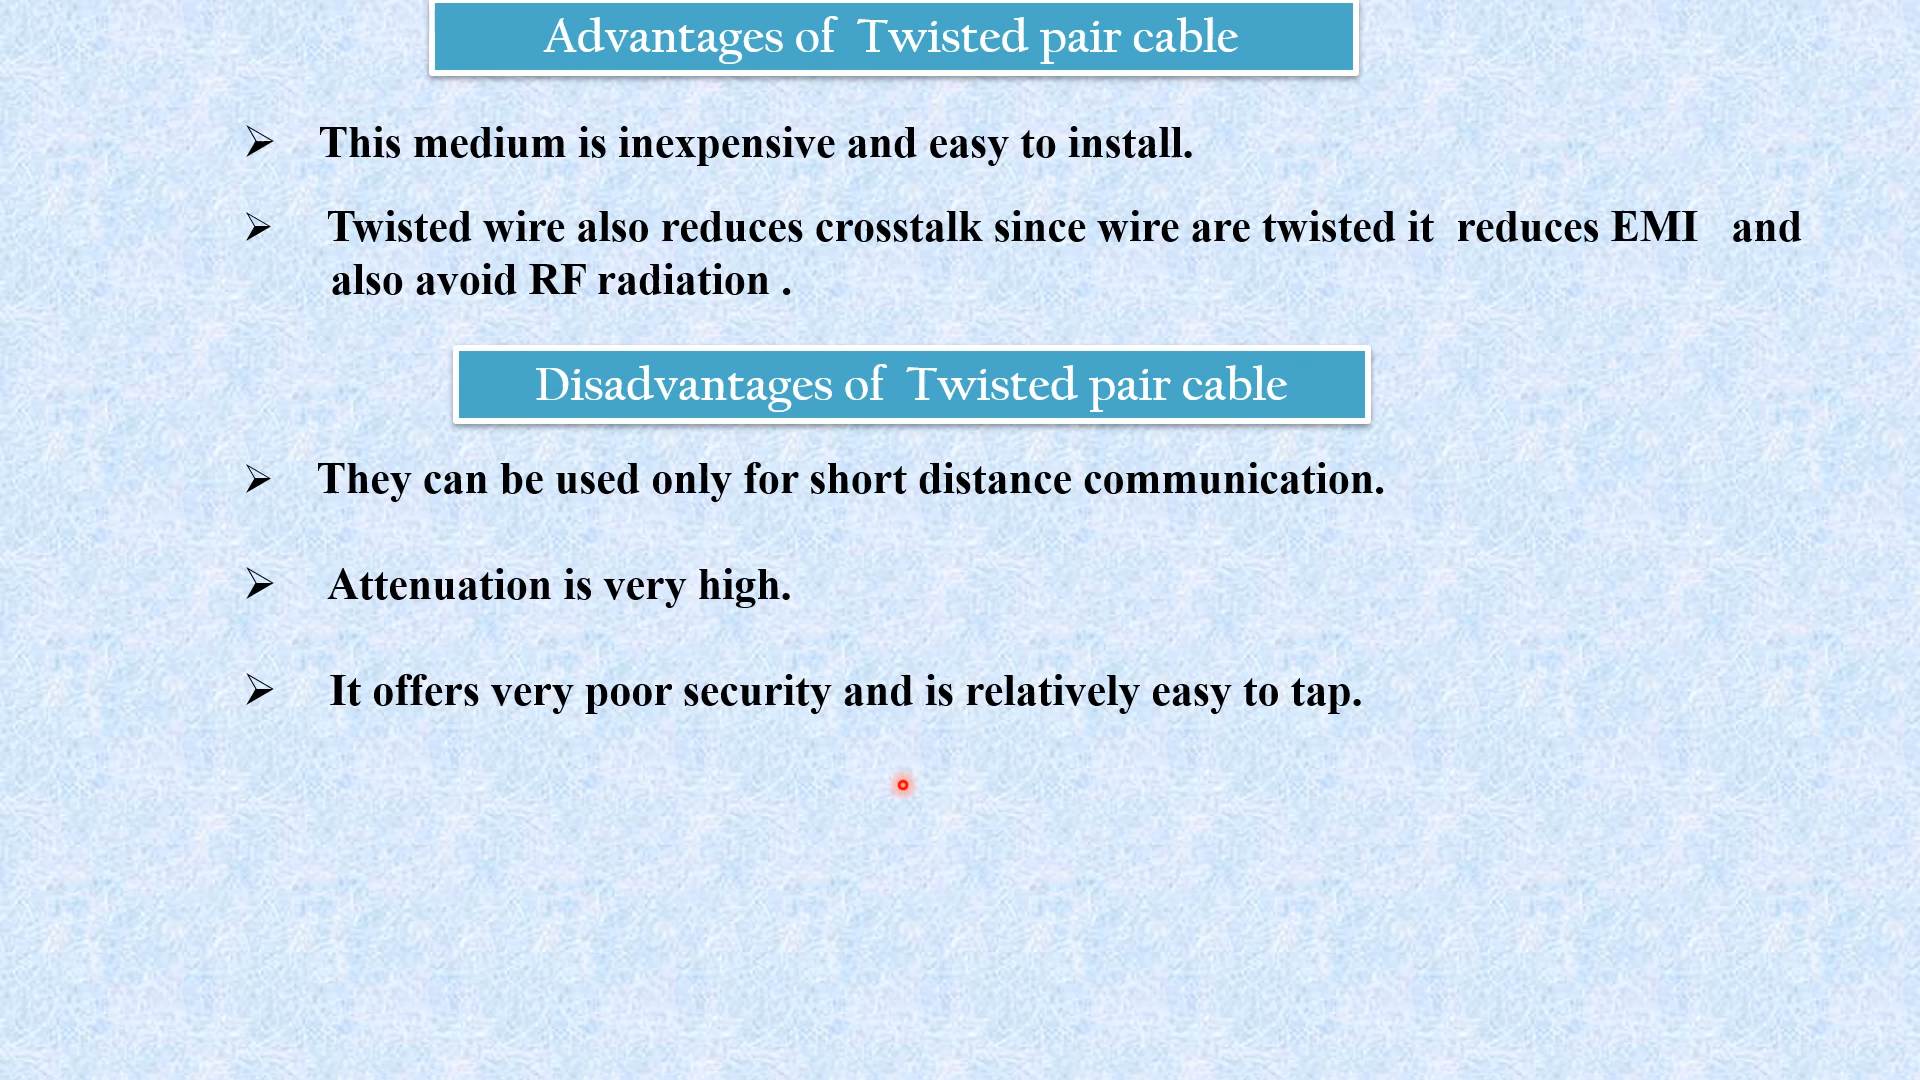 Advantages of Twisted pair cable
➢ This medium is inexpensive and easy to install.
➢ Twisted wire also reduces crosstalk since wire are twisted it reduces EMI and
also avoid RF radiation .
Disadvantages of Twisted pair cable
➢ They can be used only for short distance communication.
➢ Attenuation is very high.
➢ It offers very poor security and is relatively easy to tap.